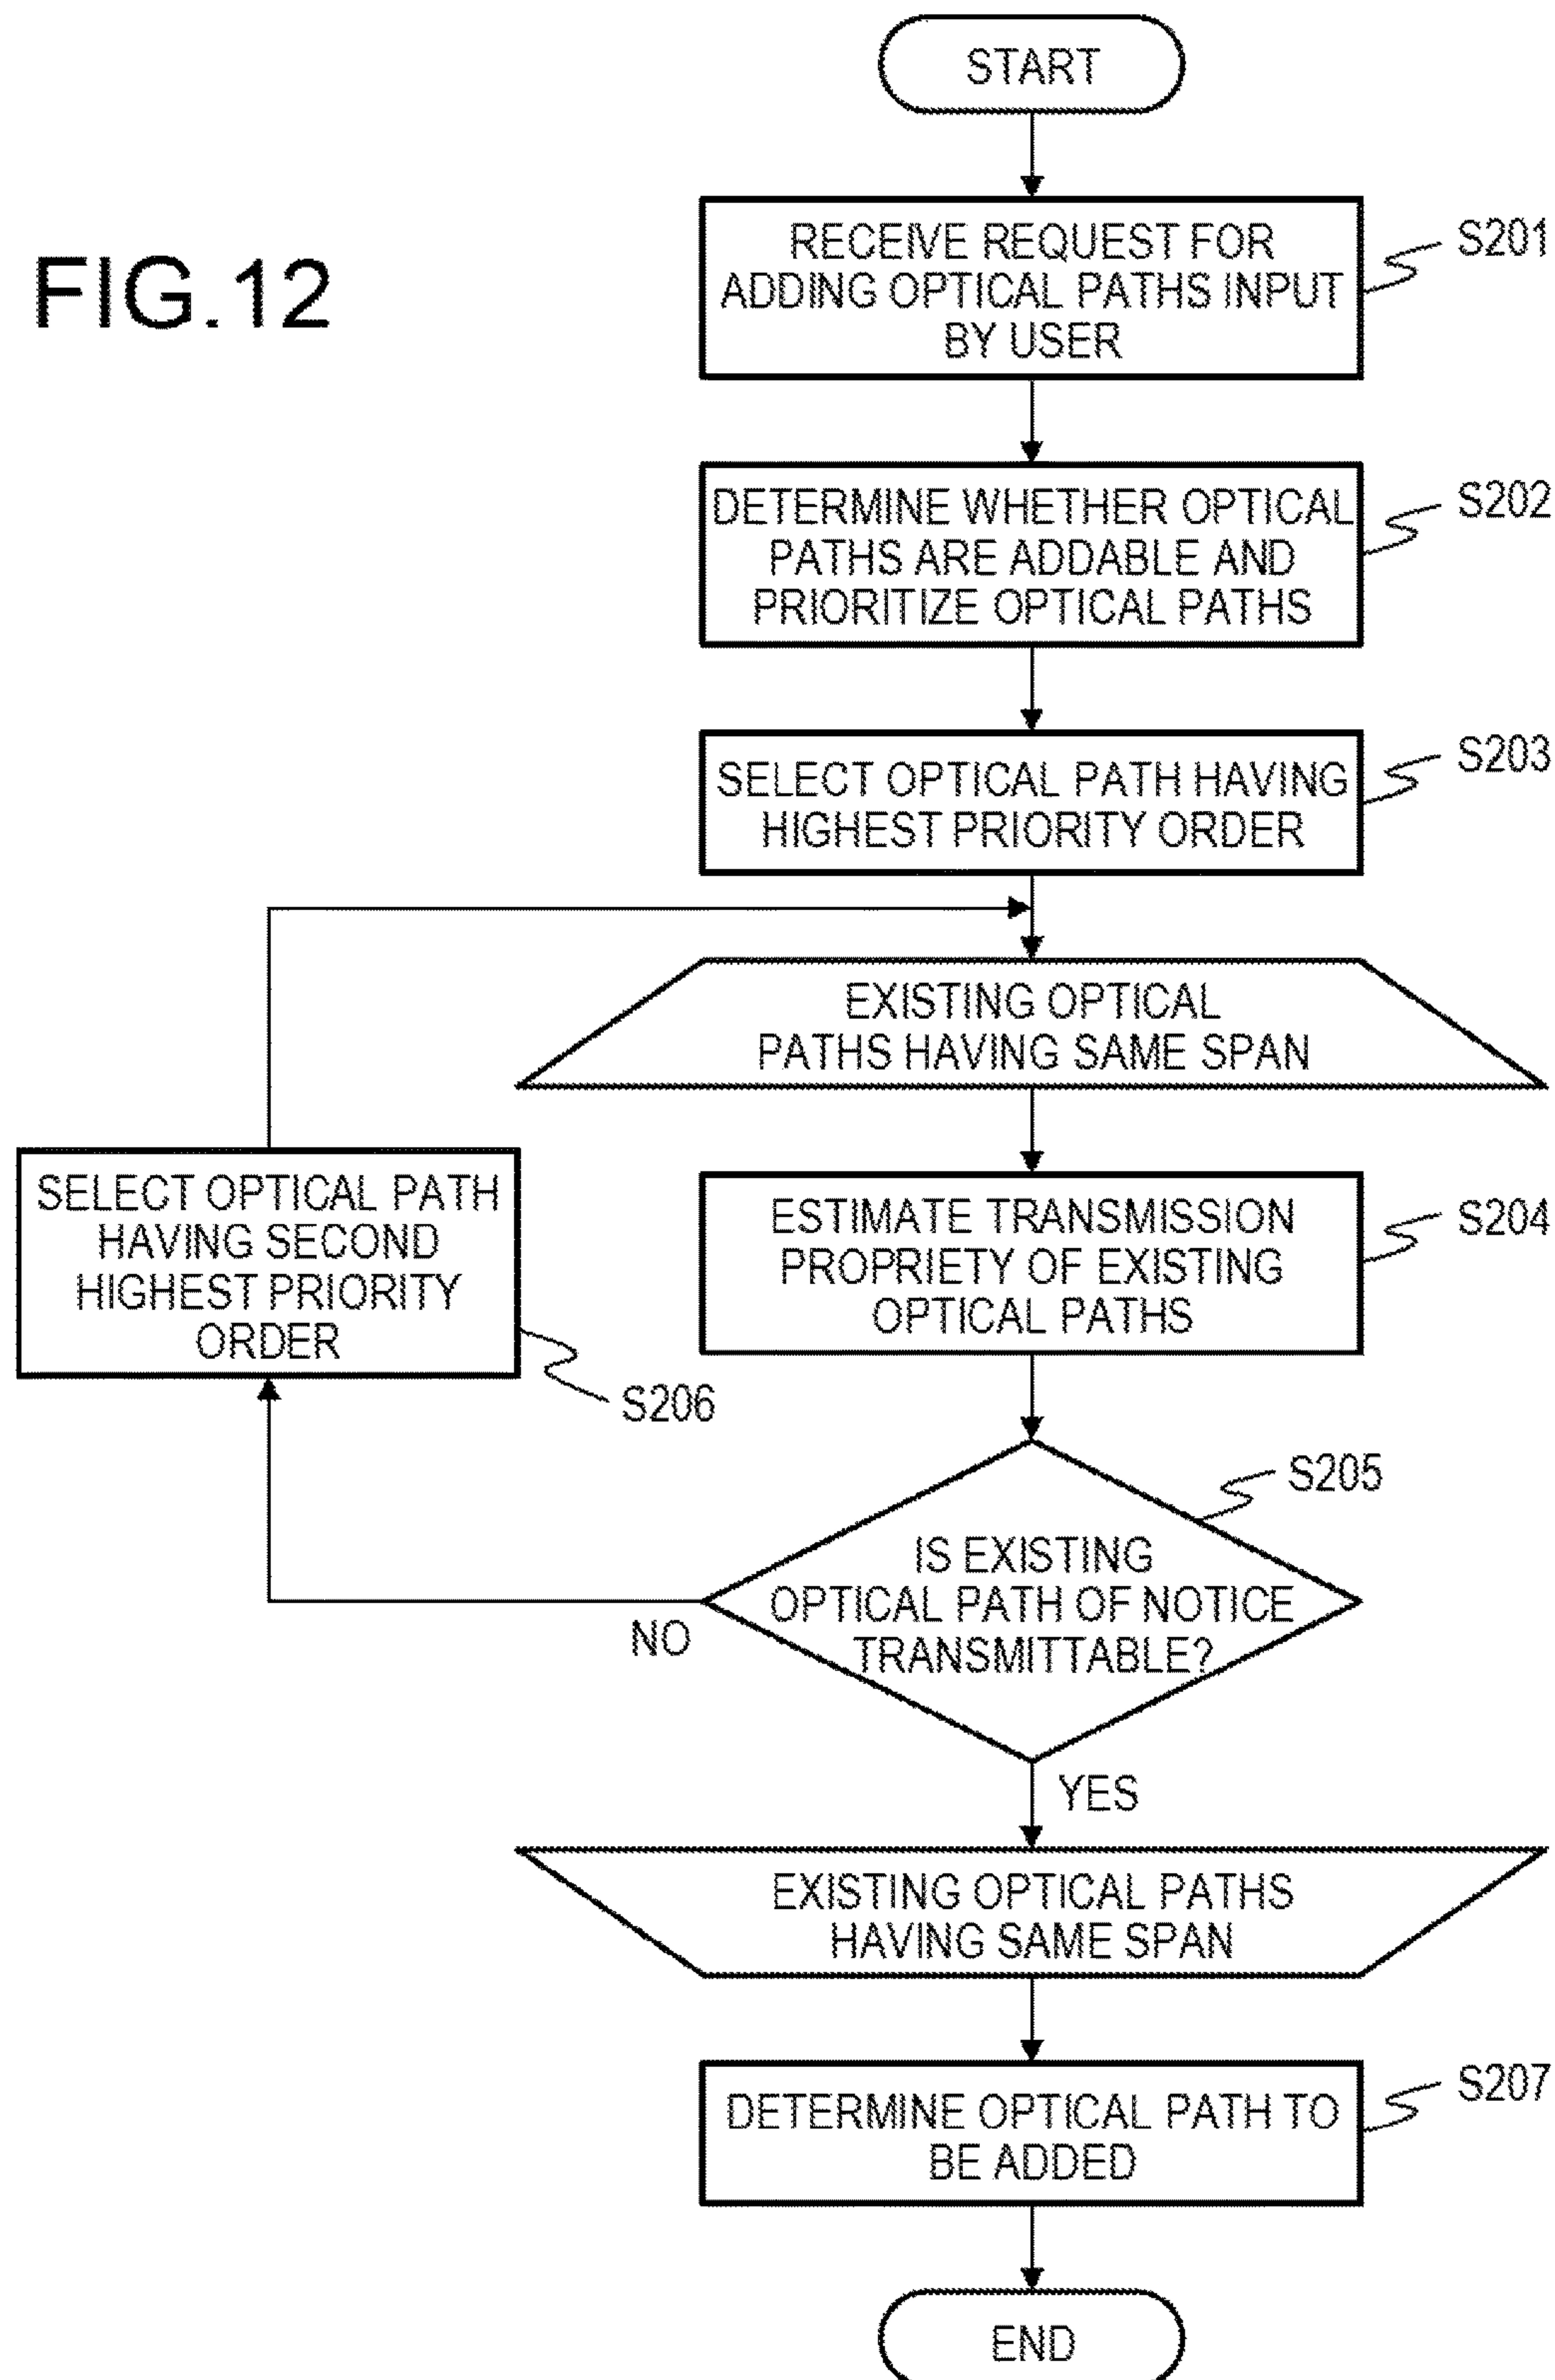 FIG.12
START
RECEIVE REQUEST FOR
ADDING OPTICAL PATHS INPUT
BY USER
S201
DETERMINE WHETHER OPTICAL
PATHS ARE ADDABLE AND
PRIORITIZE OPTICAL PATHS
S202
SELECT OPTICAL PATH HAVING
HIGHEST PRIORITY ORDER
S203
EXISTING OPTICAL
PATHS HAVING SAME SPAN
ESTIMATE TRANSMISSION
PROPRIETY OF EXISTING
OPTICAL PATHS
S204
SELECT OPTICAL PATH
HAVING SECOND
HIGHEST PRIORITY
ORDER
S206
IS EXISTING
OPTICAL PATH OF NOTICE
TRANSMITTABLE?
S205
NO
YES
EXISTING OPTICAL PATHS
HAVING SAME SPAN
DETERMINE OPTICAL PATH TO
BE ADDED
S207
END